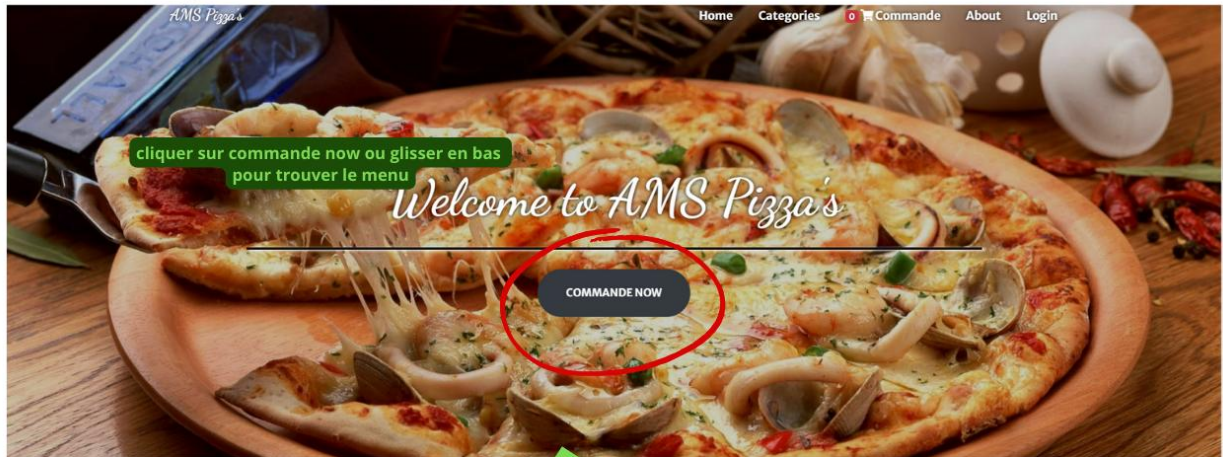 AMS Pizza's
Home Categories 0 Commande About Login
cliquer sur commande now ou glisser en bas
pour trouver le menu
Welcome to AMS Pizza's
COMMANDE NOW